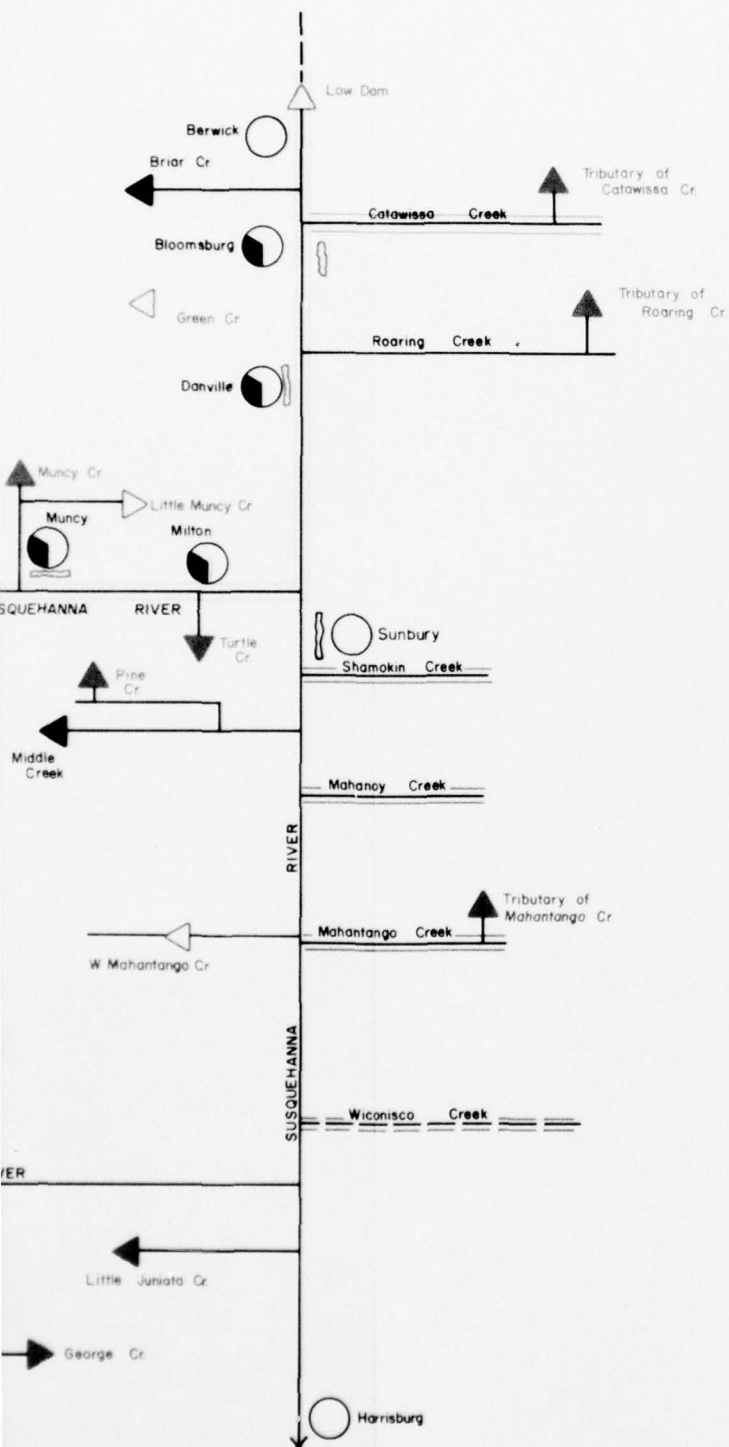 Low Dam
Berwick
Briar Cr
Tributary of
Catawissa Cr.
Catawissa Creek
Bloomsburg
Tributary of
Roaring Cr.
Green Cr
Roaring Creek
Danville
Muncy Cr
Little Muncy Cr
Muncy
Milton
SQUEHANNA RIVER
Sunbury
Turtle
Cr.
Shamokin Creek
Pine
Cr.
Middle
Creek
Mahanoy Creek
RIVER
Tributary of
Mahantango Cr
Mahantango Creek
W Mahantango Cr
SUSQUEHANNA
Wiconisco Creek
VER
Little Juniata Cr
George Cr.
Harrisburg